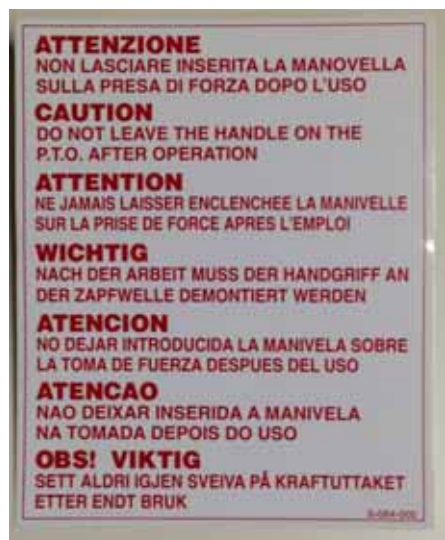 ATTENZIONE
NON LASCIARE INSERITA LA MANOVELLA
SULLA PRESA DI FORZA DOPO L'USO
CAUTION
DO NOT LEAVE THE HANDLE ON THE
P.T.O. AFTER OPERATION
ATTENTION
NE JAMAIS LAISSER ENCLENCHEE LA MANIVELLE
SUR LA PRISE DE FORCE APRES L'EMPLOI
WICHTIG
NACH DER ARBEIT MUSS DER HANDGRIFF AN
DER ZAPFWELLE DEMONTIERT WERDEN
ATENCION
NO DEJAR INTRODUCIDA LA MANIVELA SOBRE
LA TOMA DE FUERZA DESPUES DEL USO
ATENCAO
NAO DEIXAR INSERIDA A MANIVELA
NA TOMADA DEPOIS DO USO
OBS! VIKTIG
SETT ALDRI IGJEN SVEIVA PÅ KRAFTUTTAKET
ETTER ENDT BRUK